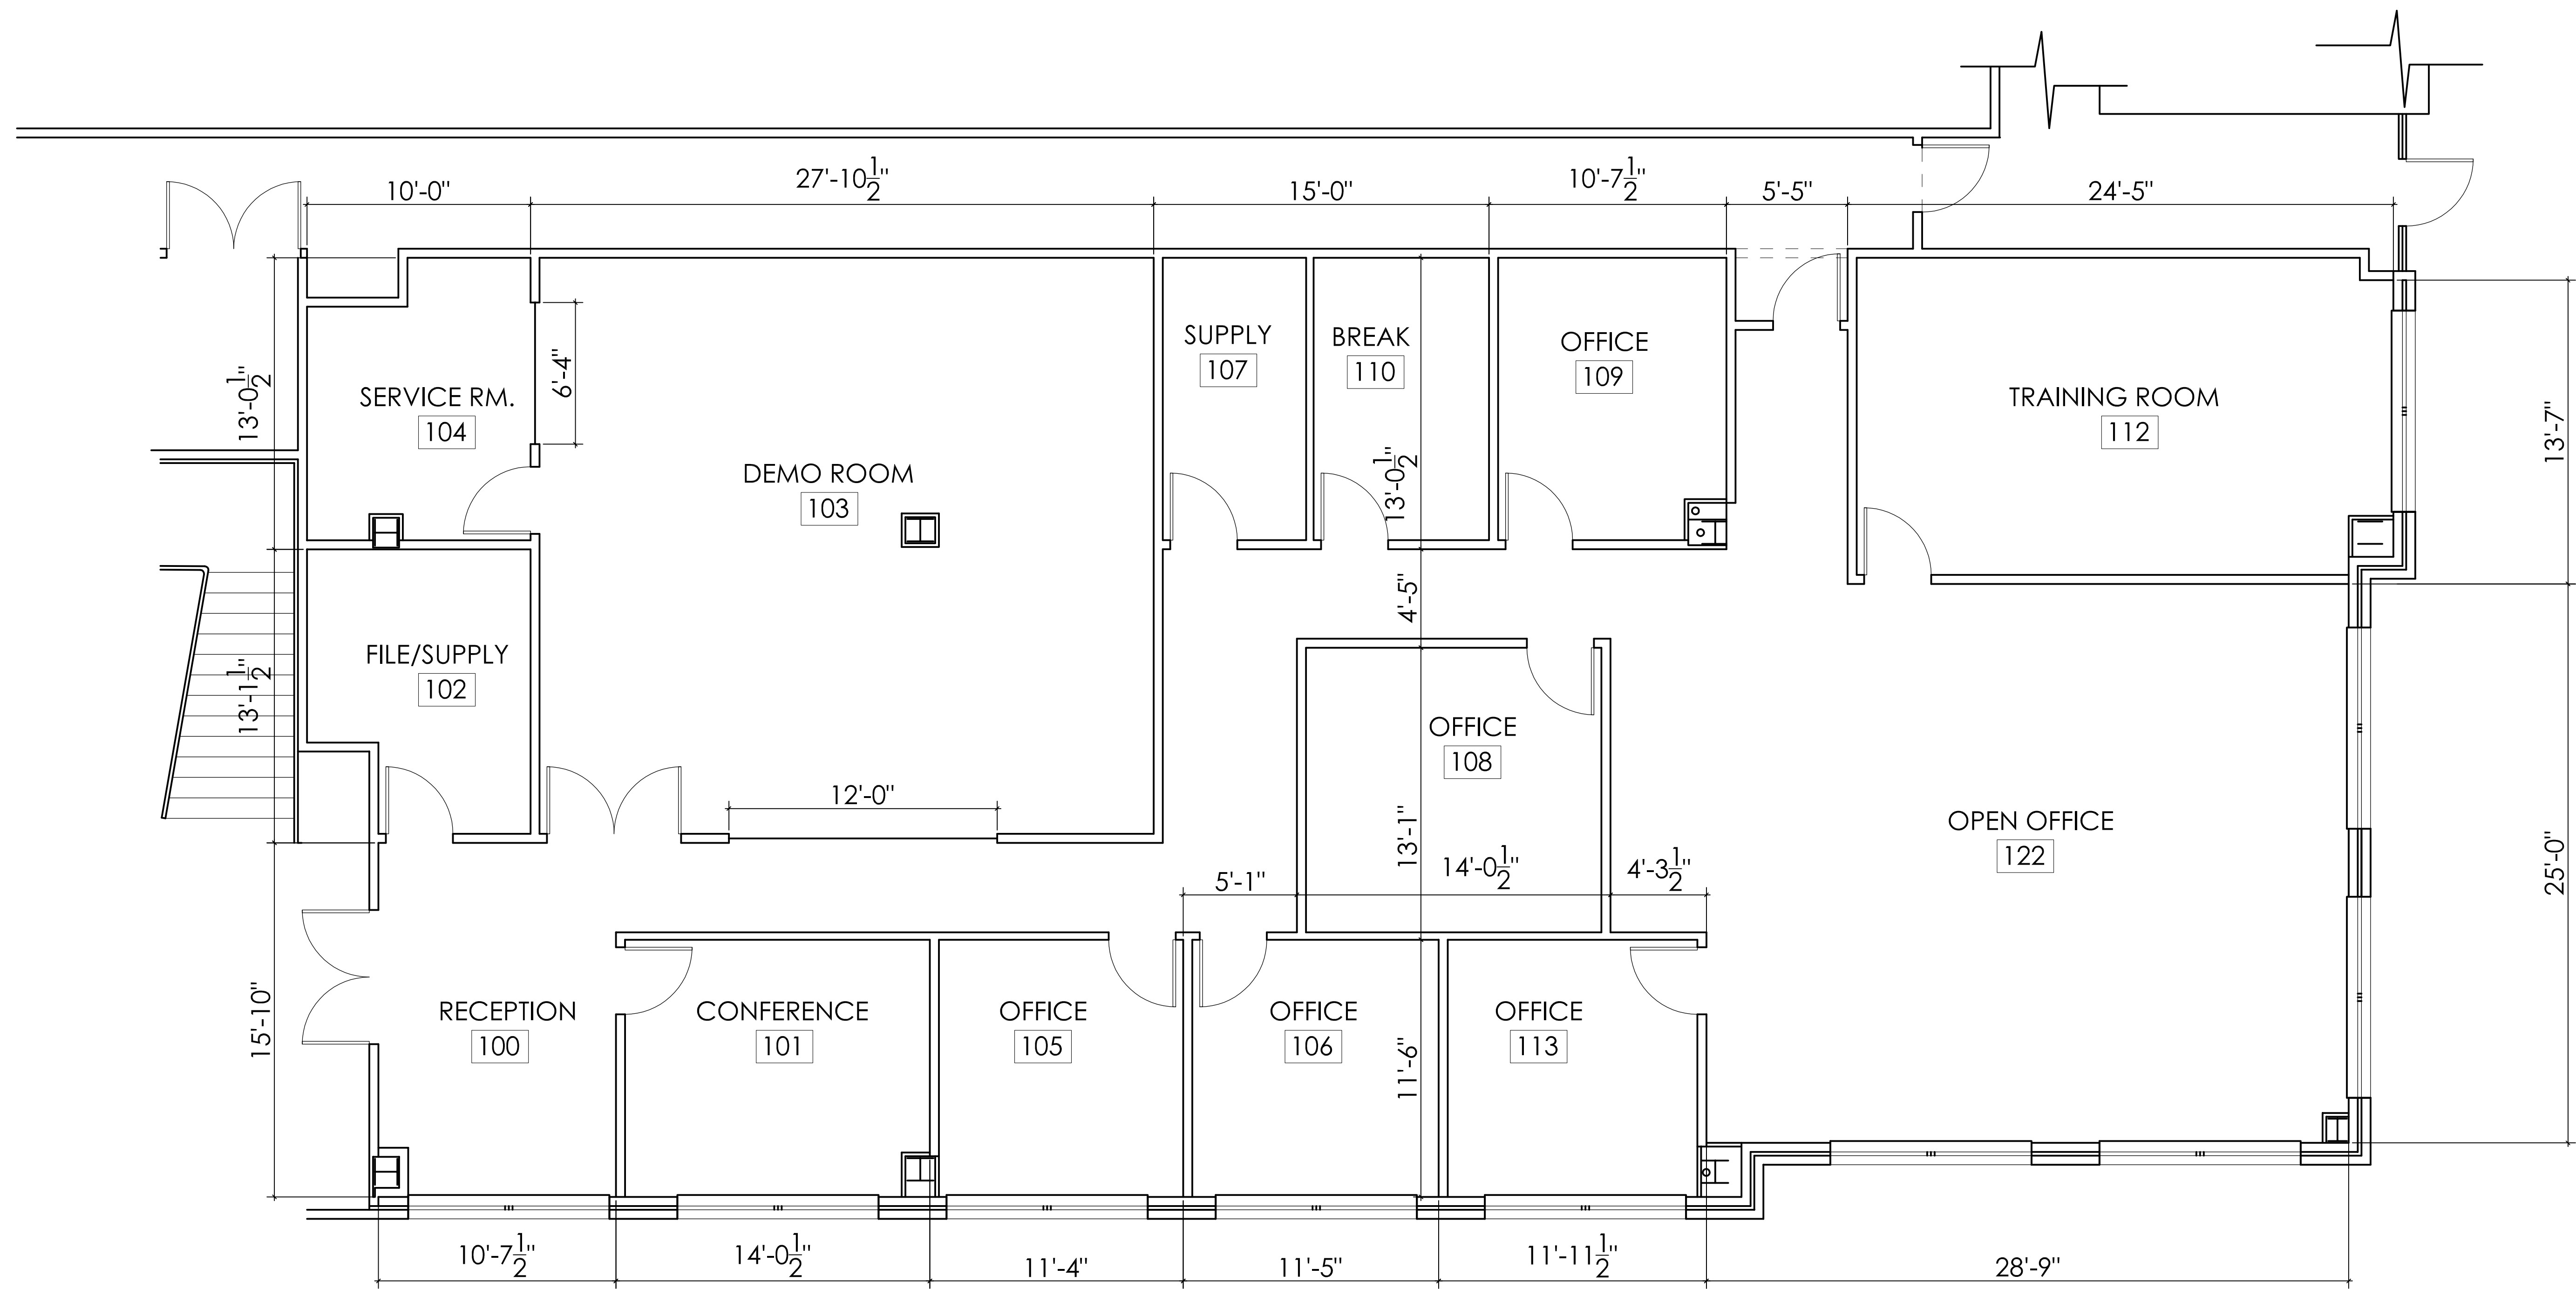 10'-0"
27'-10 1/2"
15'-0"
10'-7 1/2"
5'-5"
24'-5"
13'-0 1/2"
6'-4"
SERVICE RM.
104
DEMO ROOM
103
SUPPLY
107
BREAK
110
13'-0 1/2"
OFFICE
109
TRAINING ROOM
112
13'-7"
FILE/SUPPLY
102
13'-1 1/2"
12'-0"
4'-5"
OFFICE
108
13'-1"
5'-1"
14'-0 1/2"
4'-3 1/2"
OPEN OFFICE
122
25'-0"
15'-10"
RECEPTION
100
CONFERENCE
101
OFFICE
105
OFFICE
106
11'-6"
OFFICE
113
10'-7 1/2"
14'-0 1/2"
11'-4"
11'-5"
11'-11 1/2"
28'-9"